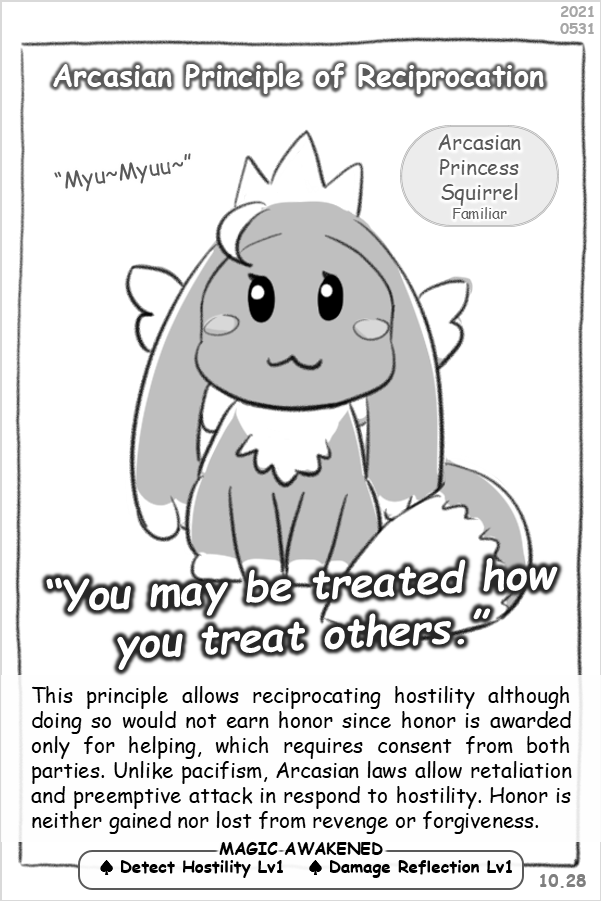 2021
0531
Arcasian Principle of Reciprocation
"Myu~Myuu~"
Arcasian
Princess
Squirrel
Familiar
"You may be treated how
you treat others."
This principle allows reciprocating hostility although
doing so would not earn honor since honor is awarded
only for helping, which requires consent from both
parties. Unlike pacifism, Arcasian laws allow retaliation
and preemptive attack in respond to hostility. Honor is
neither gained nor lost from revenge or forgiveness.
MAGIC AWAKENED
♠ Detect Hostility Lv1 ♠ Damage Reflection Lv1
10.28